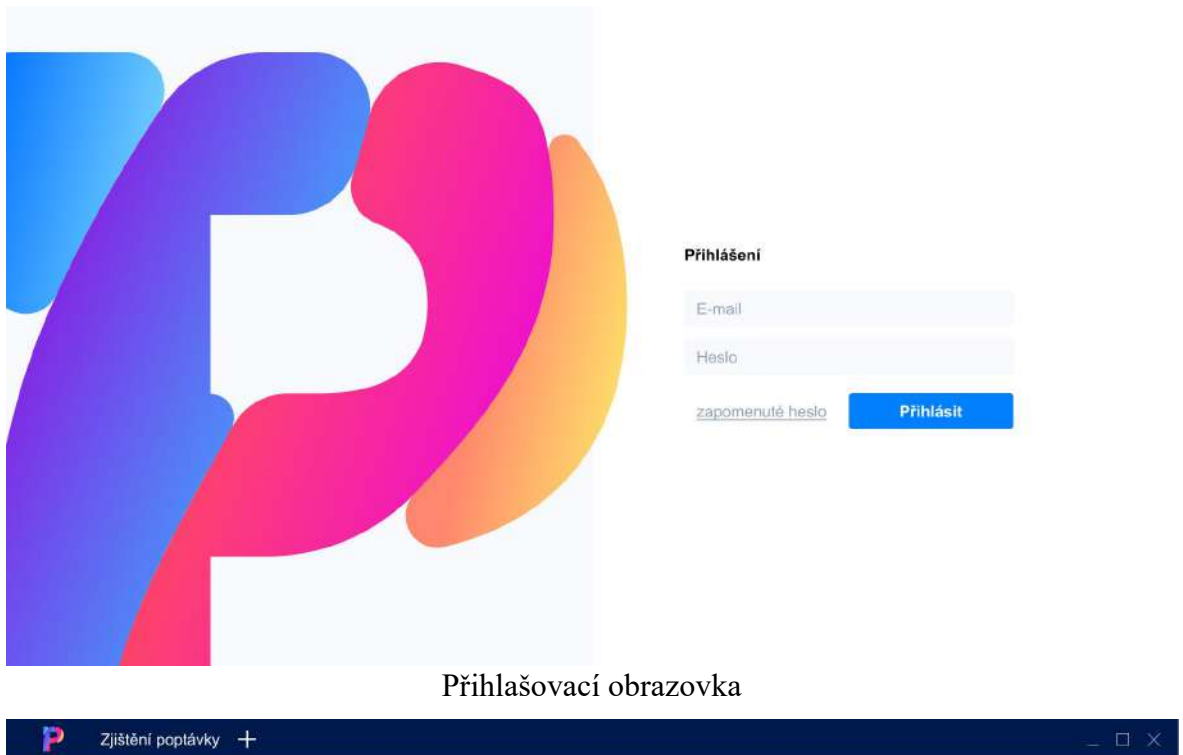 Přihlášení
E-mail
Heslo
zapomenuté heslo Přihlásit
Přihlašovací obrazovka
Zjištění poptávky +